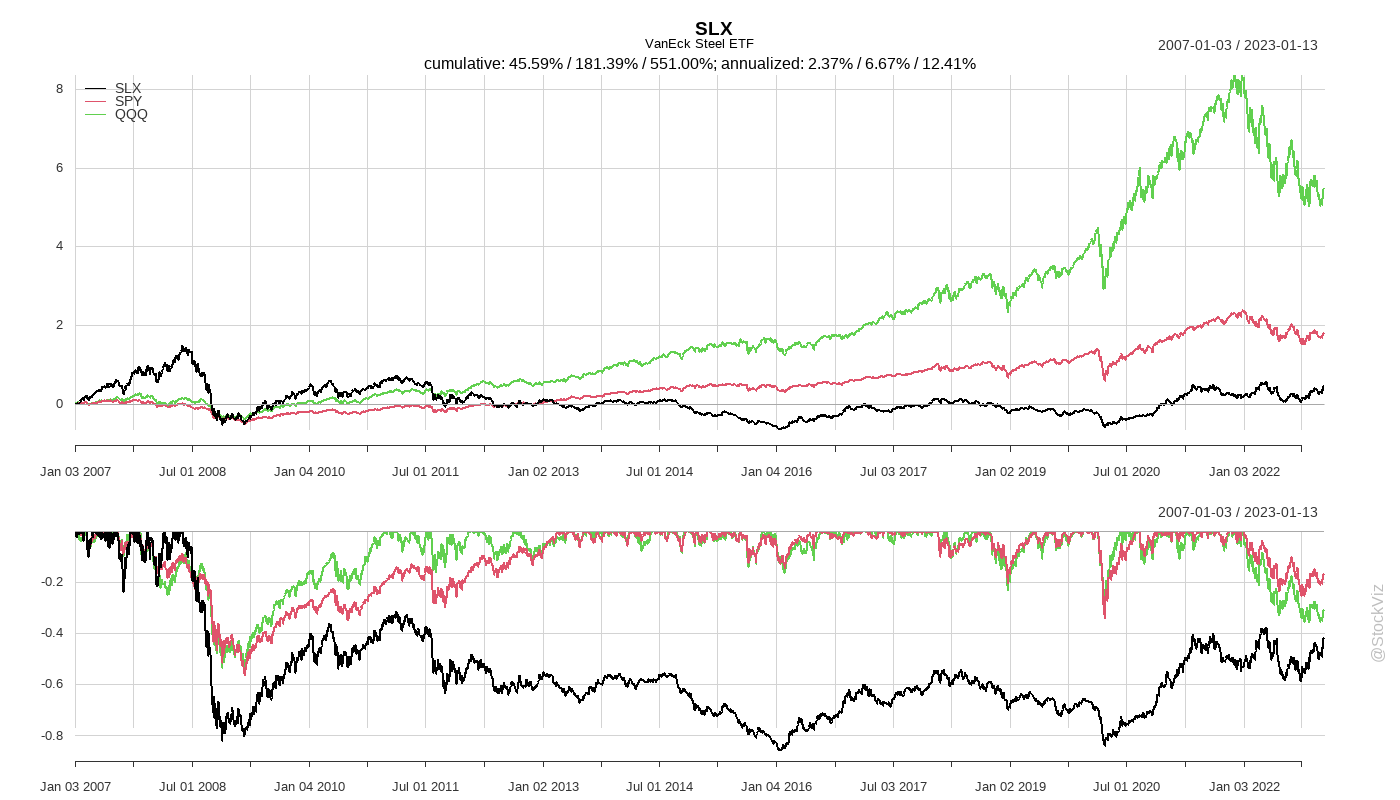 SLX
VanEck Steel ETF
2007-01-03 / 2023-01-13
cumulative: 45.59% / 181.39% / 551.00%; annualized: 2.37% / 6.67% / 12.41%
SLX
SPY
QQQ
8
6
4
2
0
Jan 03 2007 Jul 01 2008 Jan 04 2010 Jul 01 2011 Jan 02 2013 Jul 01 2014 Jan 04 2016 Jul 03 2017 Jan 02 2019 Jul 01 2020 Jan 03 2022
2007-01-03 / 2023-01-13
-0.2
-0.4
-0.6
-0.8
Jan 03 2007 Jul 01 2008 Jan 04 2010 Jul 01 2011 Jan 02 2013 Jul 01 2014 Jan 04 2016 Jul 03 2017 Jan 02 2019 Jul 01 2020 Jan 03 2022
@StockViz